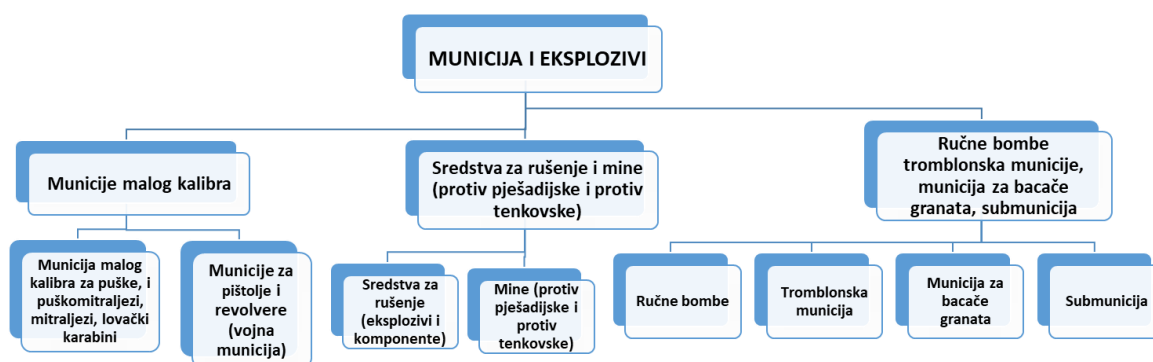 MUNICIJA I EKSPLOZIVI
Municije malog kalibra
Sredstva za rušenje i mine
(protiv pješadijske i protiv
tenkovske)
Ručne bombe
tromblonska municije,
municija za bacače
granata, submunicija
Municija malog
kalibra za puške, i
puškomitraljezi,
mitraljezi, lovački
karabini
Municije za
pištolje i
revolvere
(vojna
municija)
Sredstva za
rušenje
(eksplozivi i
komponente)
Mine (protiv
pješadijske i
protiv
tenkovske)
Ručne bombe
Tromblonska
municija
Municija za
bacače
granata
Submunicija